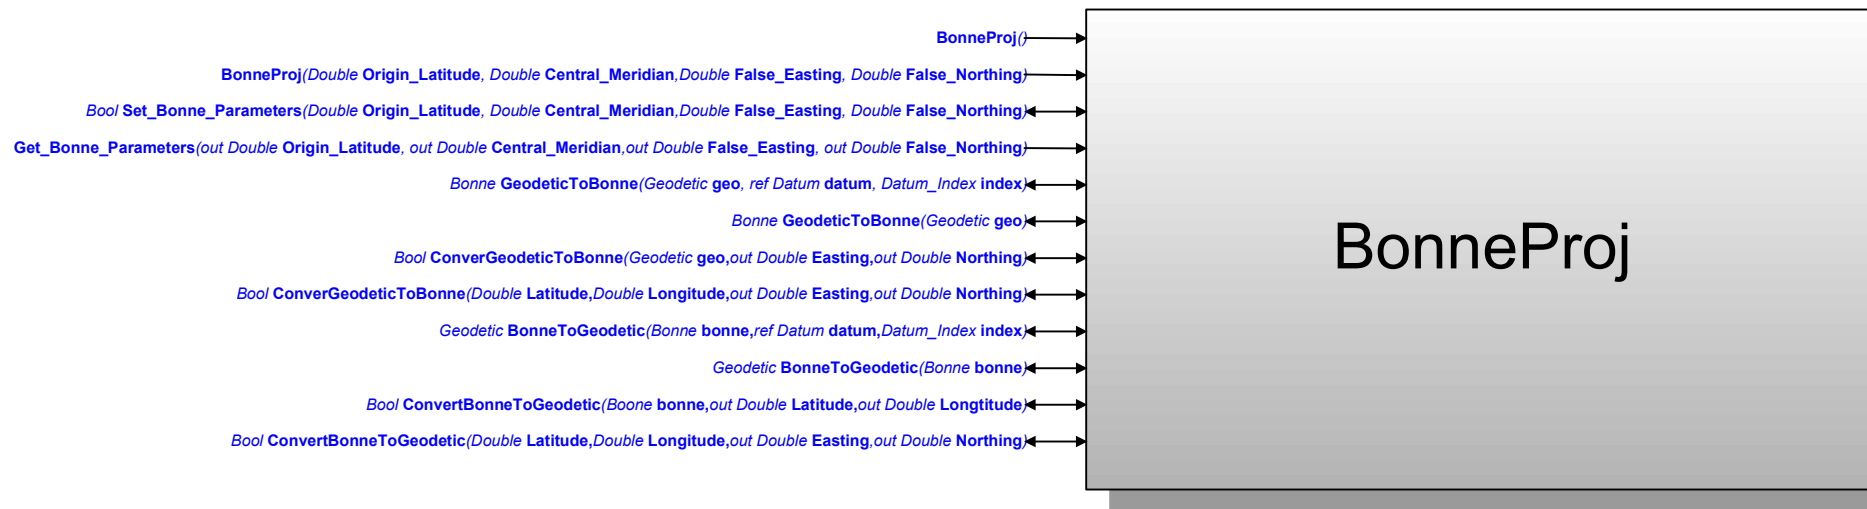 BonneProj()
BonneProj(Double Origin_Latitude, Double Central_Meridian,Double False_Easting, Double False_Northing)
Bool Set_Bonne_Parameters(Double Origin_Latitude, Double Central_Meridian,Double False_Easting, Double False_Northing)
Get_Bonne_Parameters(out Double Origin_Latitude, out Double Central_Meridian,out Double False_Easting, out Double False_Northing)
Bonne GeodeticToBonne(Geodetic geo, ref Datum datum, Datum_Index index)
Bonne GeodeticToBonne(Geodetic geo)
Bool ConverGeodeticToBonne(Geodetic geo,out Double Easting,out Double Northing)
Bool ConverGeodeticToBonne(Double Latitude,Double Longitude,out Double Easting,out Double Northing)
Geodetic BonneToGeodetic(Bonne bonne,ref Datum datum,Datum_Index index)
Geodetic BonneToGeodetic(Bonne bonne)
Bool ConvertBonneToGeodetic(Boone bonne,out Double Latitude,out Double Longtitude)
Bool ConvertBonneToGeodetic(Double Latitude,Double Longitude,out Double Easting,out Double Northing)
BonneProj